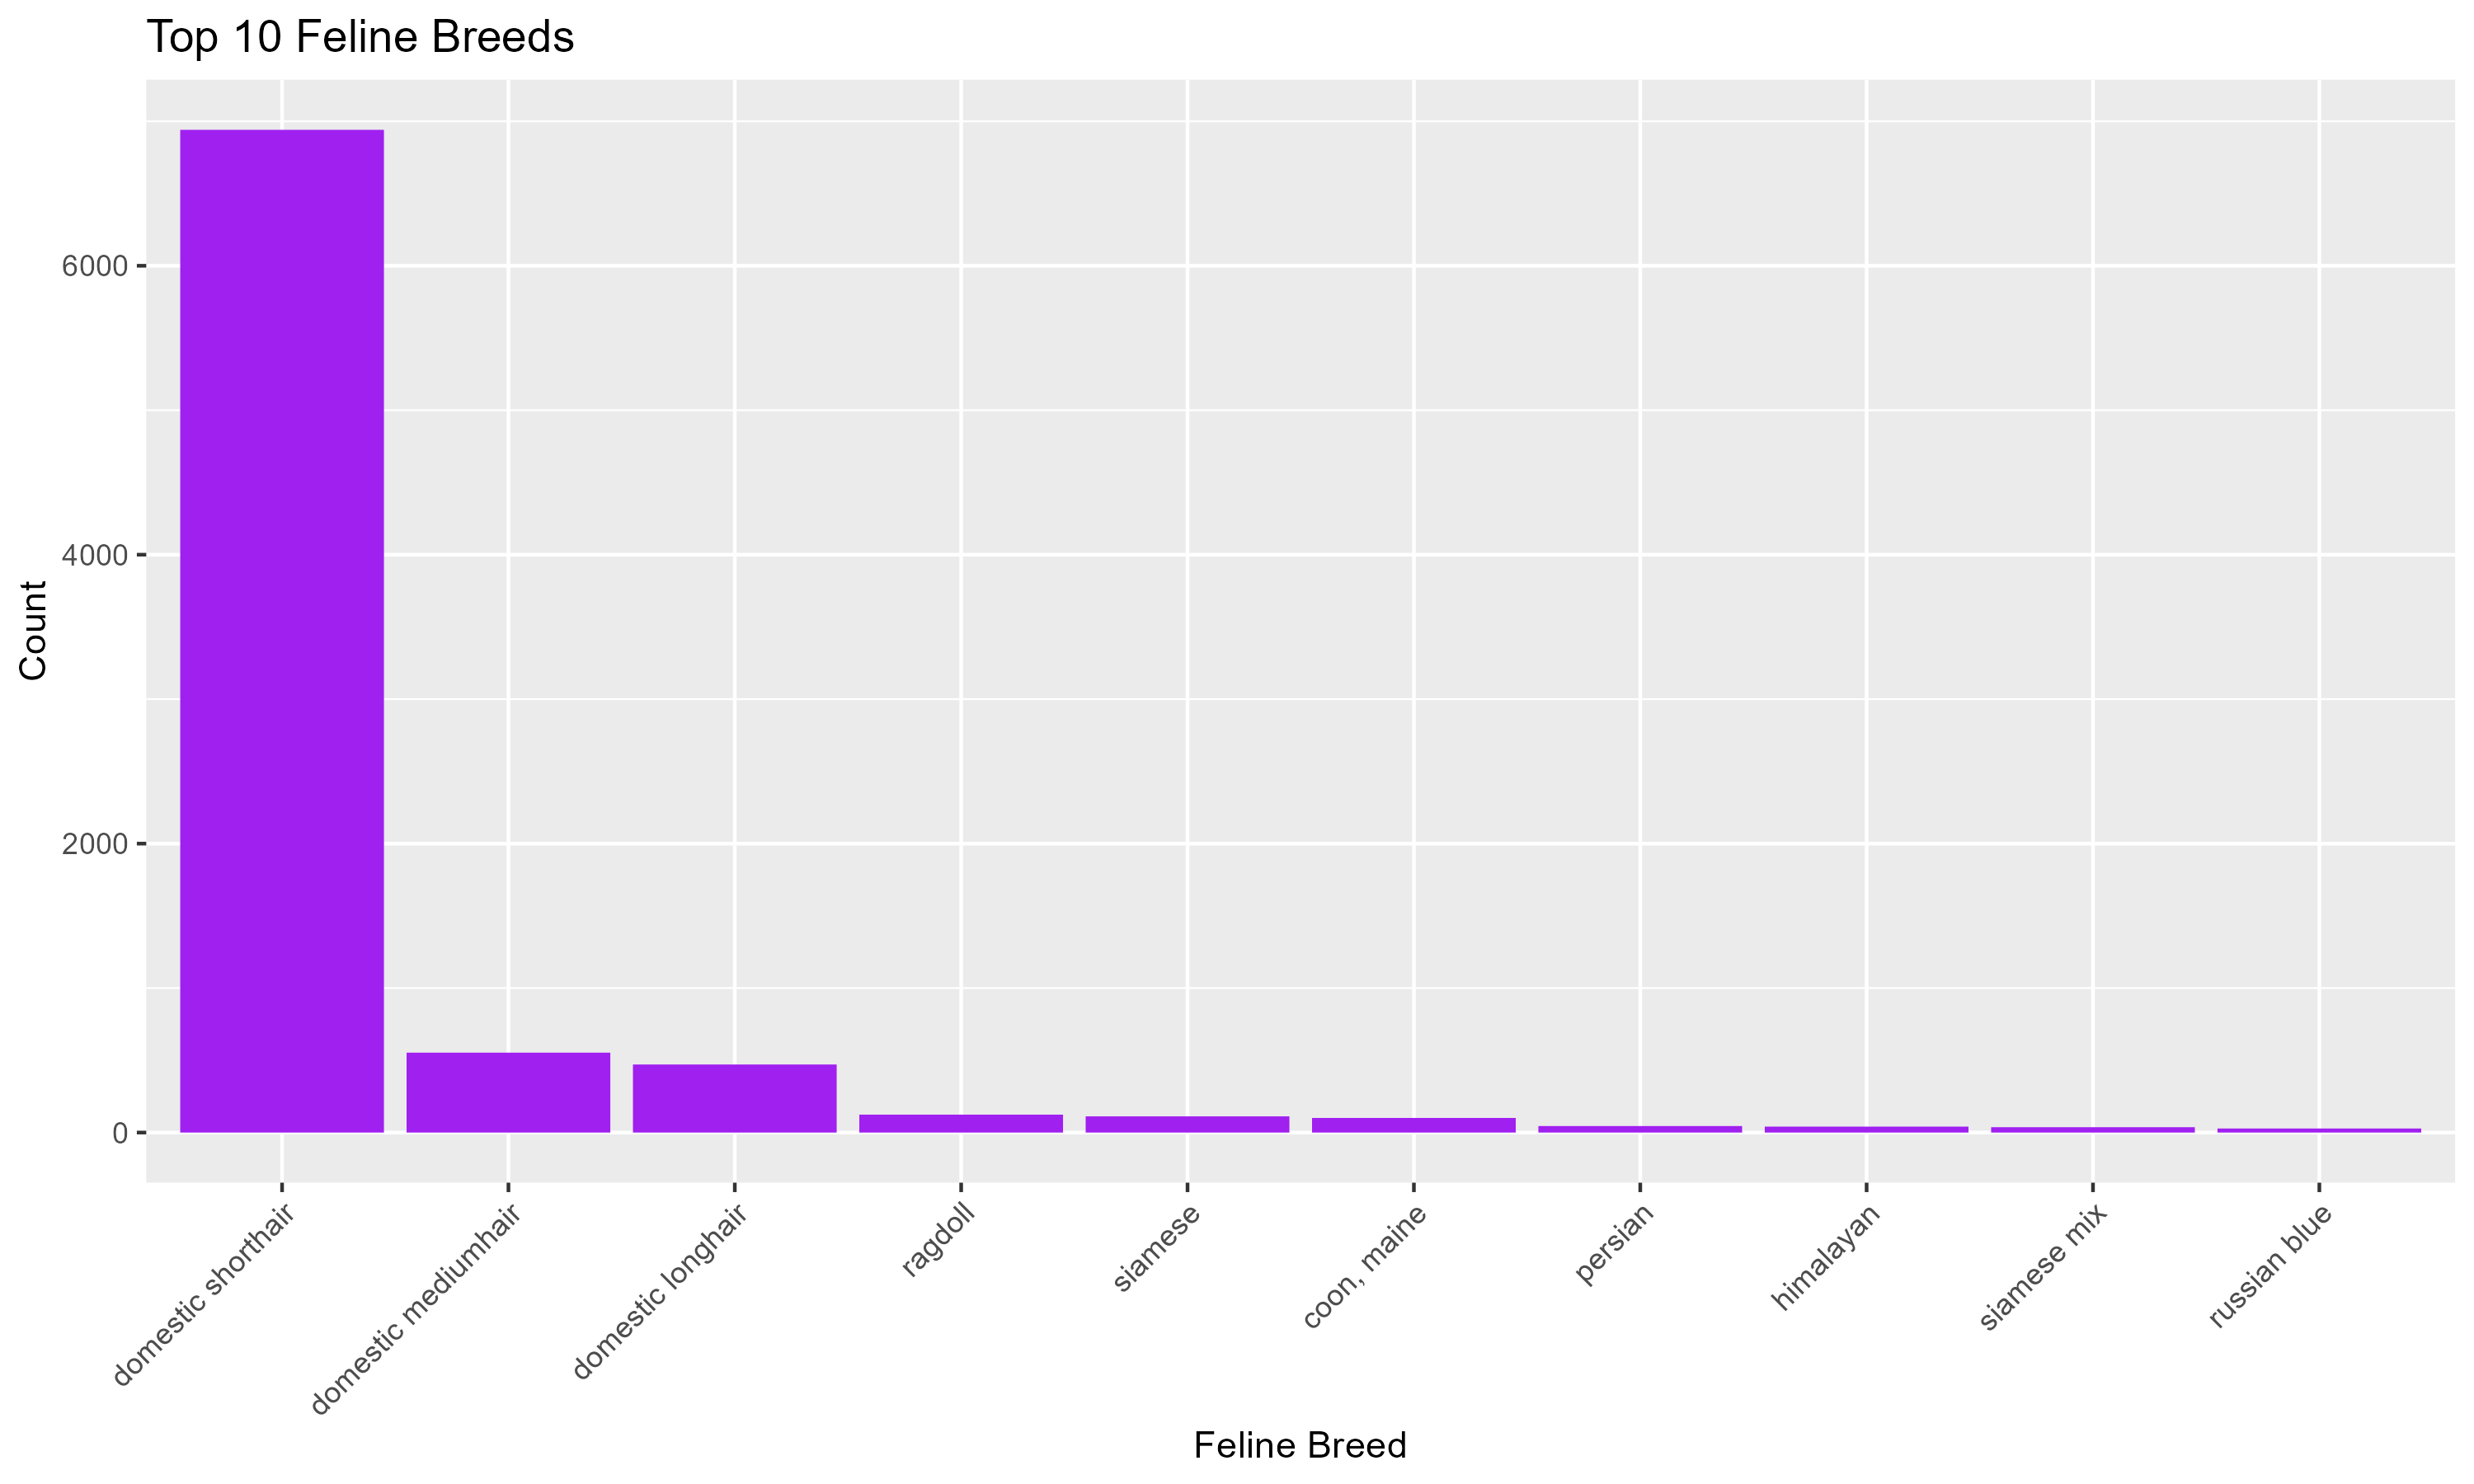 Top 10 Feline Breeds
Count
6000
4000
2000
0
domestic shorthair
domestic mediumhair
domestic longhair
ragdoll
siamese
coon, maine
persian
himalayan
siamese mix
russian blue
Feline Breed